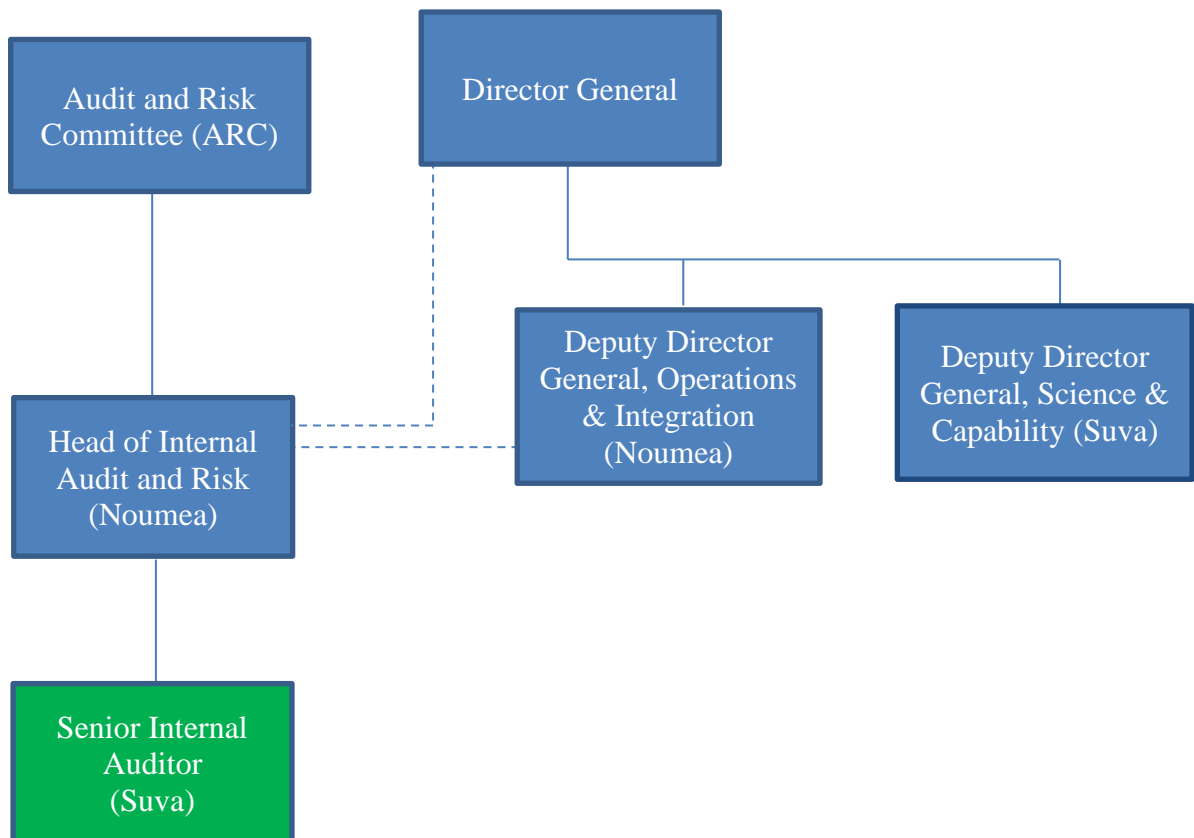 Audit and Risk
Committee (ARC)
Director General
Deputy Director
General, Operations
& Integration
(Noumea)
Deputy Director
General, Science &
Capability (Suva)
Head of Internal
Audit and Risk
(Noumea)
Senior Internal
Auditor
(Suva)